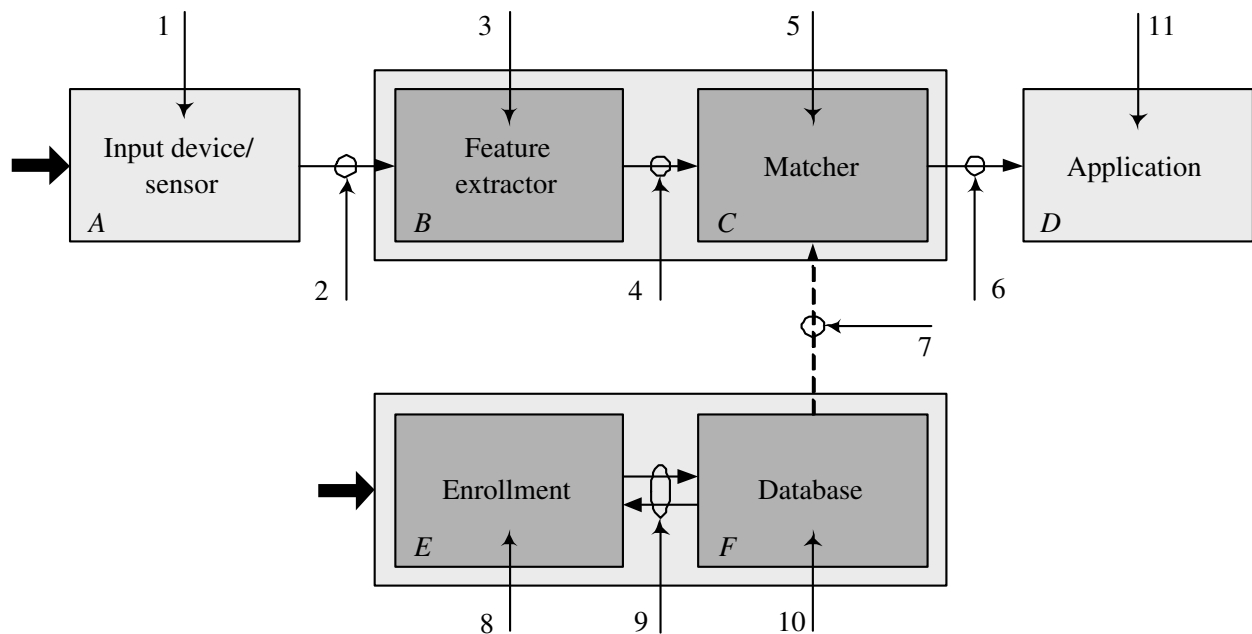 1
3
5
11
Input device/
sensor
A
Feature
extractor
B
Matcher
C
Application
D
2
4
6
7
Enrollment
E
Database
F
8
9
10